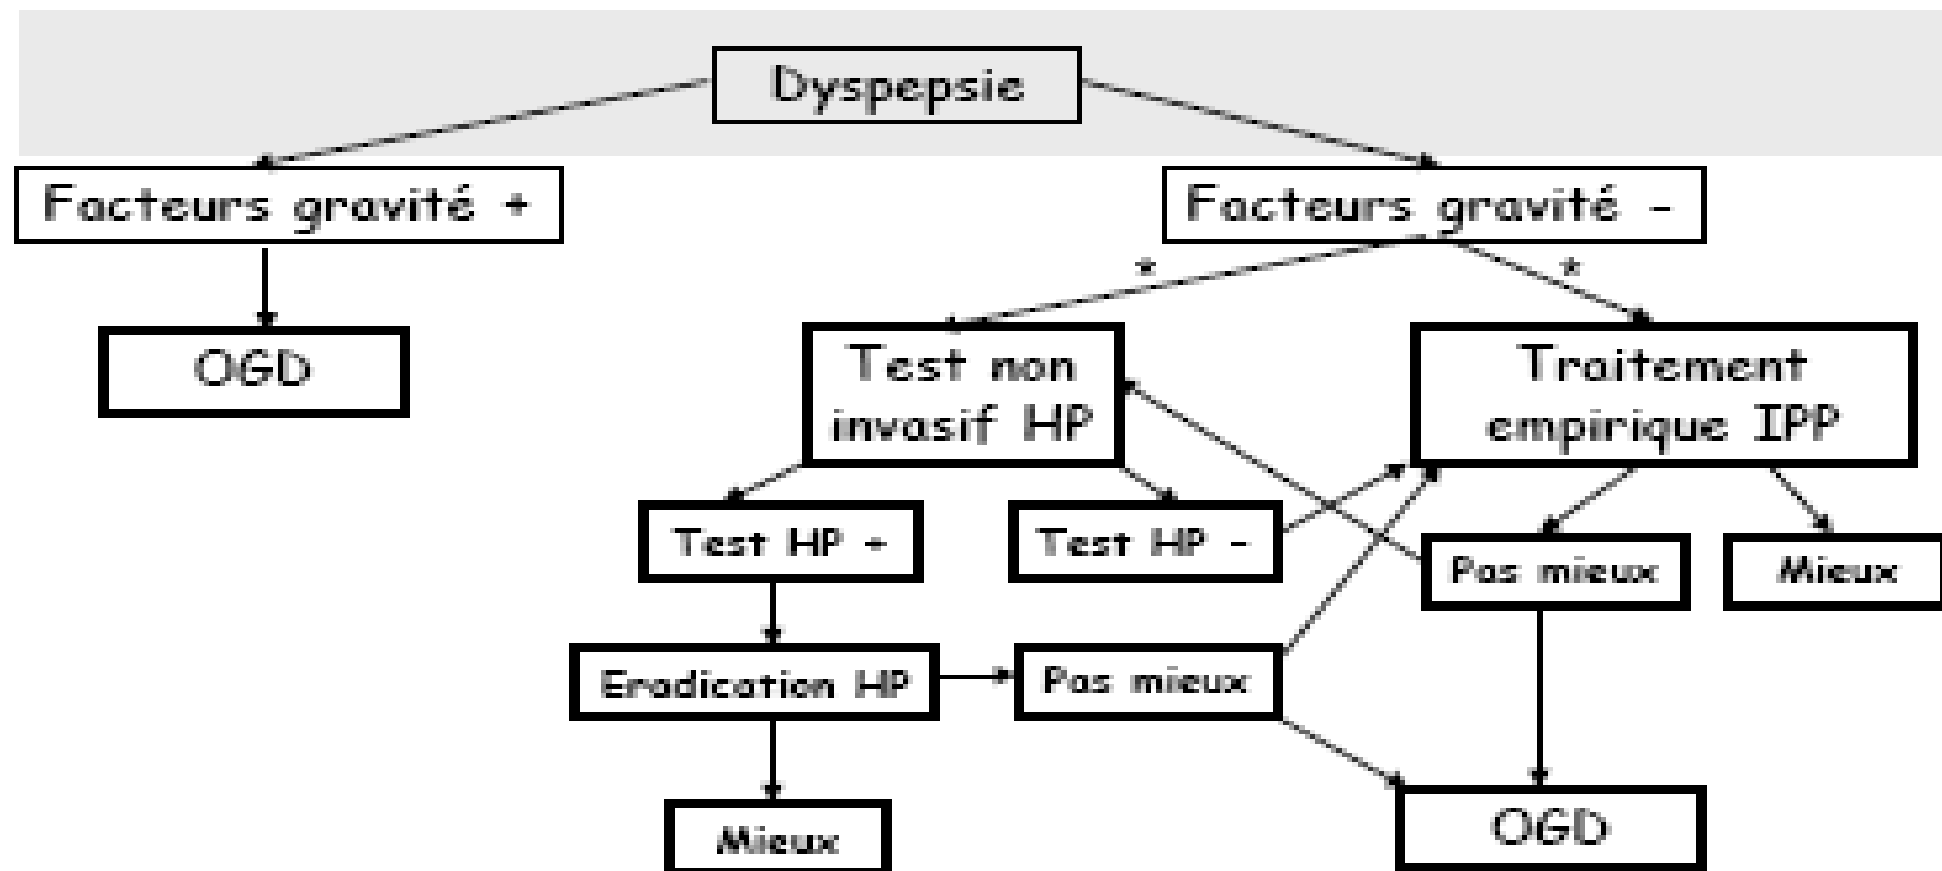 Dyspepsie
Facteurs gravité +
Facteurs gravité -
*
*
OGD
Test non
invasif HP
Traitement
empirique IPP
Test HP +
Test HP -
Pas mieux
Mieux
Eradication HP
Pas mieux
Mieux
OGD